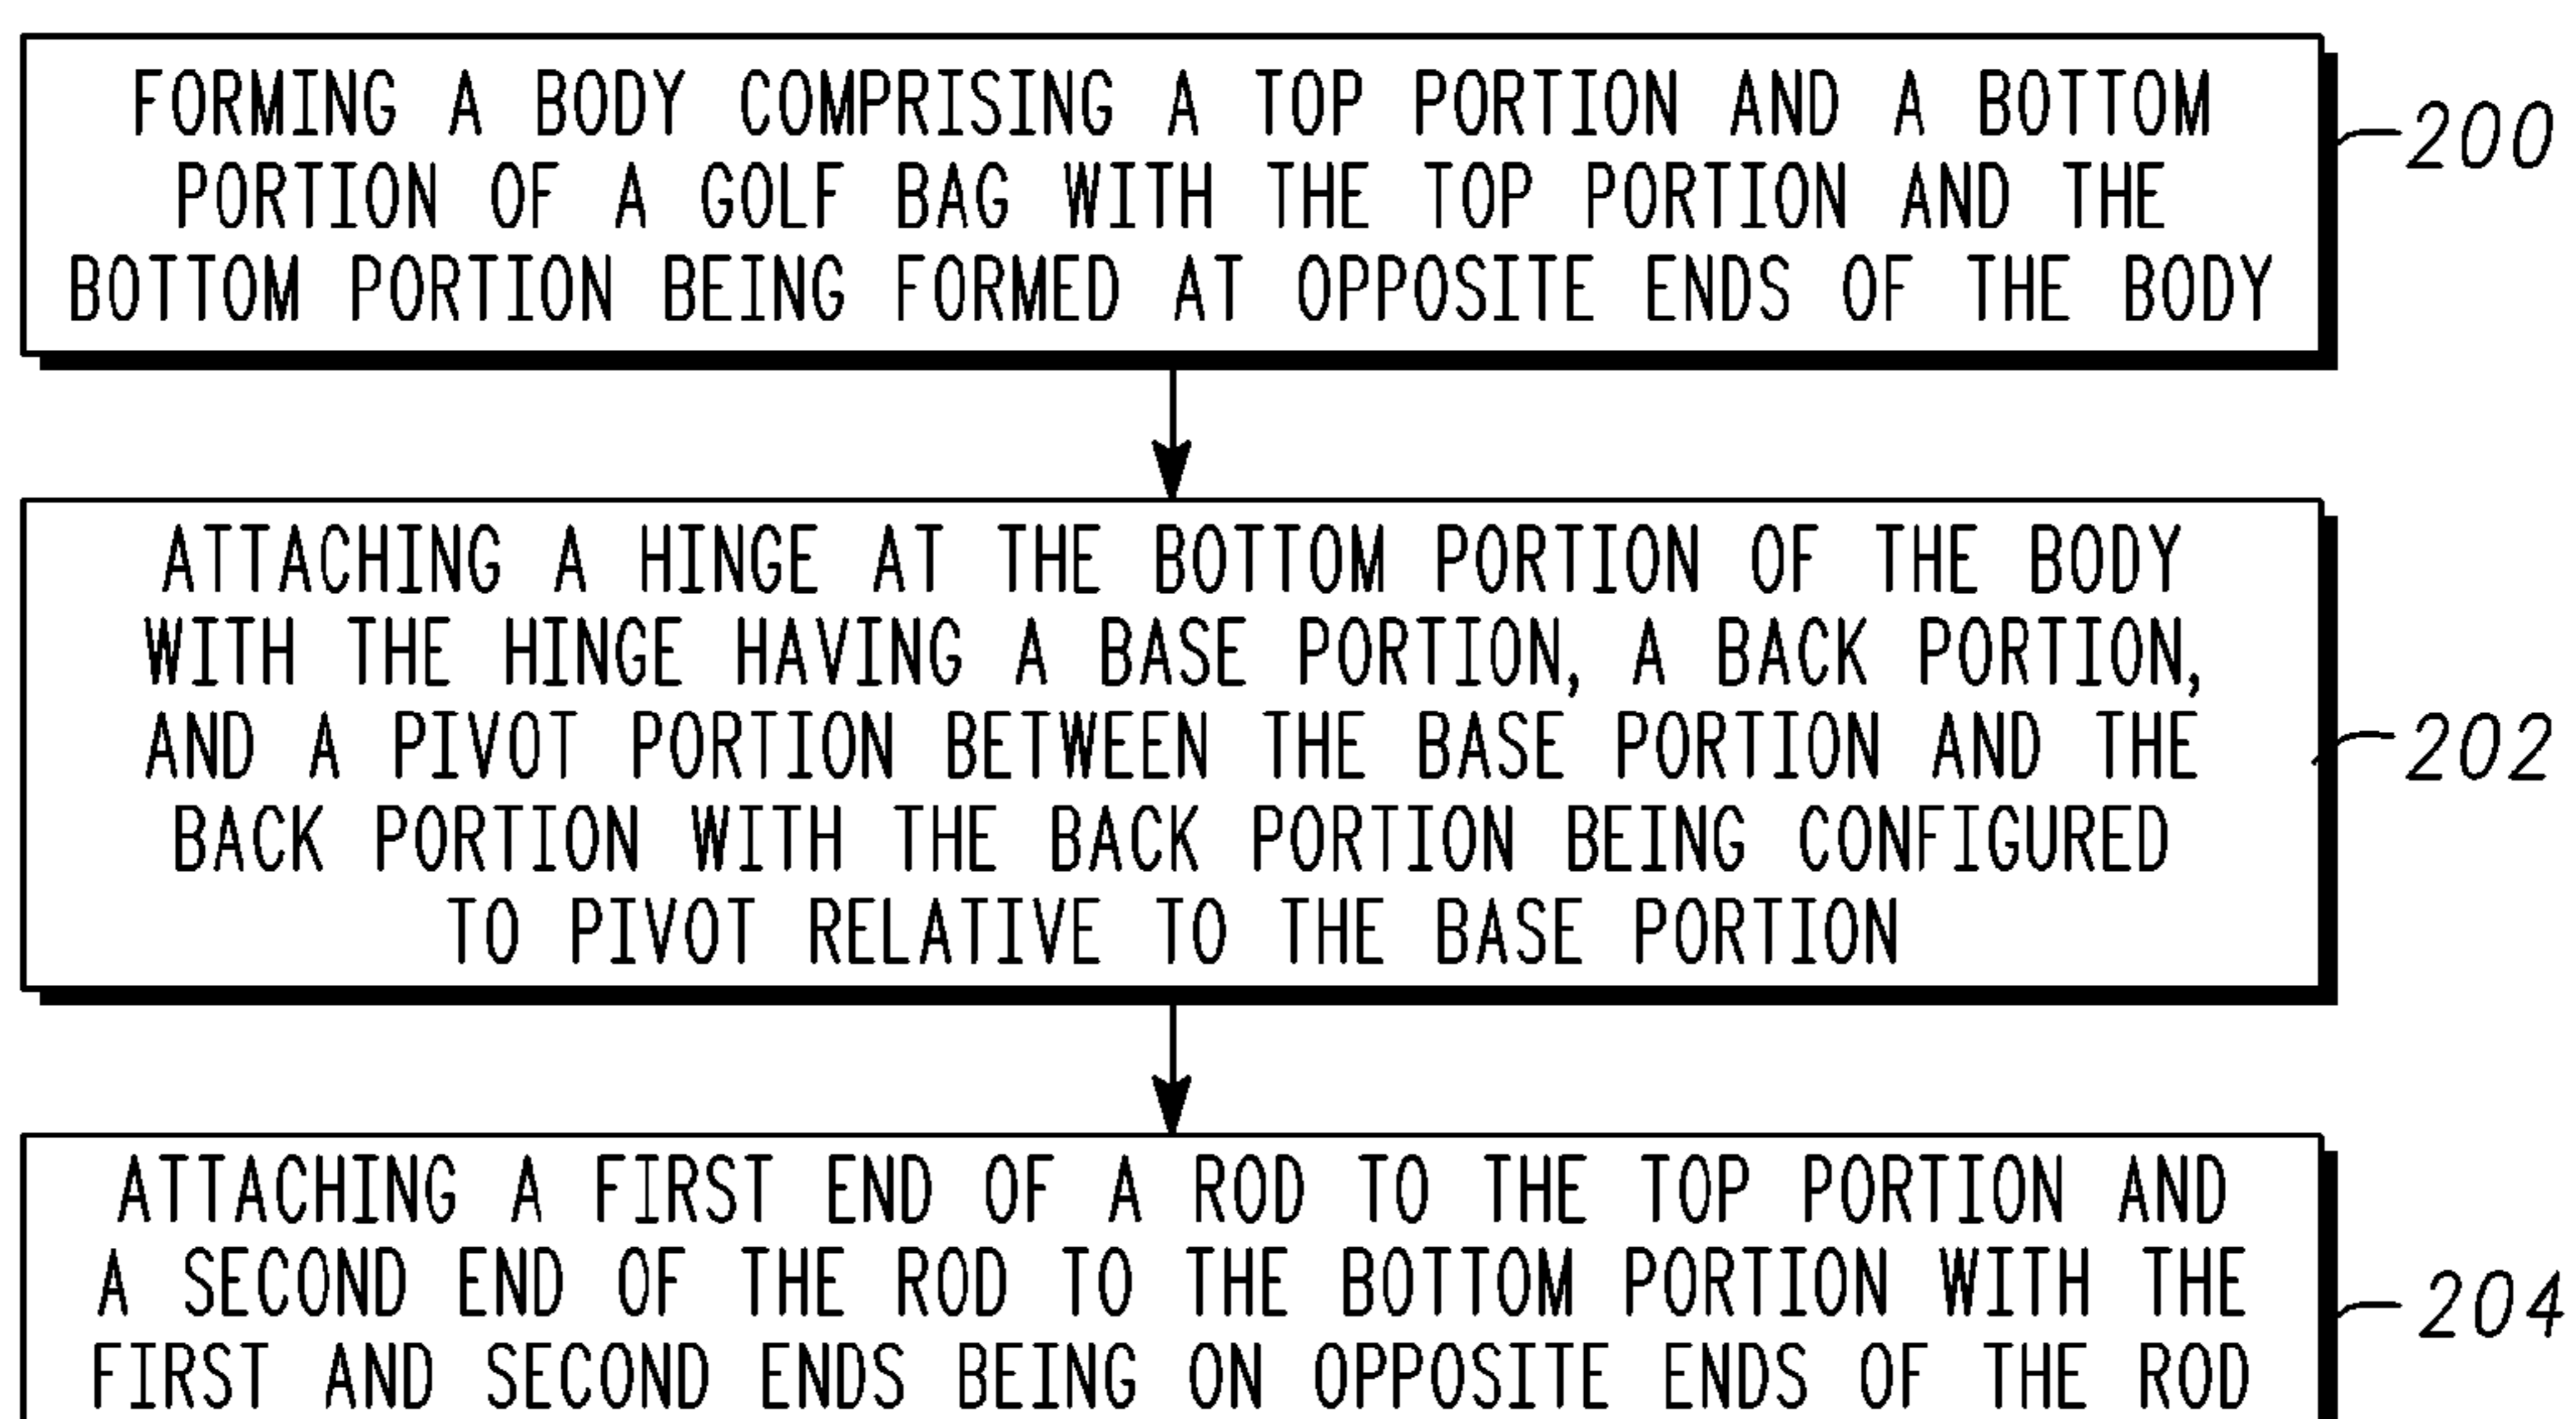 FORMING A BODY COMPRISING A TOP PORTION AND A BOTTOM
PORTION OF A GOLF BAG WITH THE TOP PORTION AND THE
BOTTOM PORTION BEING FORMED AT OPPOSITE ENDS OF THE BODY
200
ATTACHING A HINGE AT THE BOTTOM PORTION OF THE BODY
WITH THE HINGE HAVING A BASE PORTION, A BACK PORTION,
AND A PIVOT PORTION BETWEEN THE BASE PORTION AND THE
BACK PORTION WITH THE BACK PORTION BEING CONFIGURED
TO PIVOT RELATIVE TO THE BASE PORTION
202
ATTACHING A FIRST END OF A ROD TO THE TOP PORTION AND
A SECOND END OF THE ROD TO THE BOTTOM PORTION WITH THE
FIRST AND SECOND ENDS BEING ON OPPOSITE ENDS OF THE ROD
204